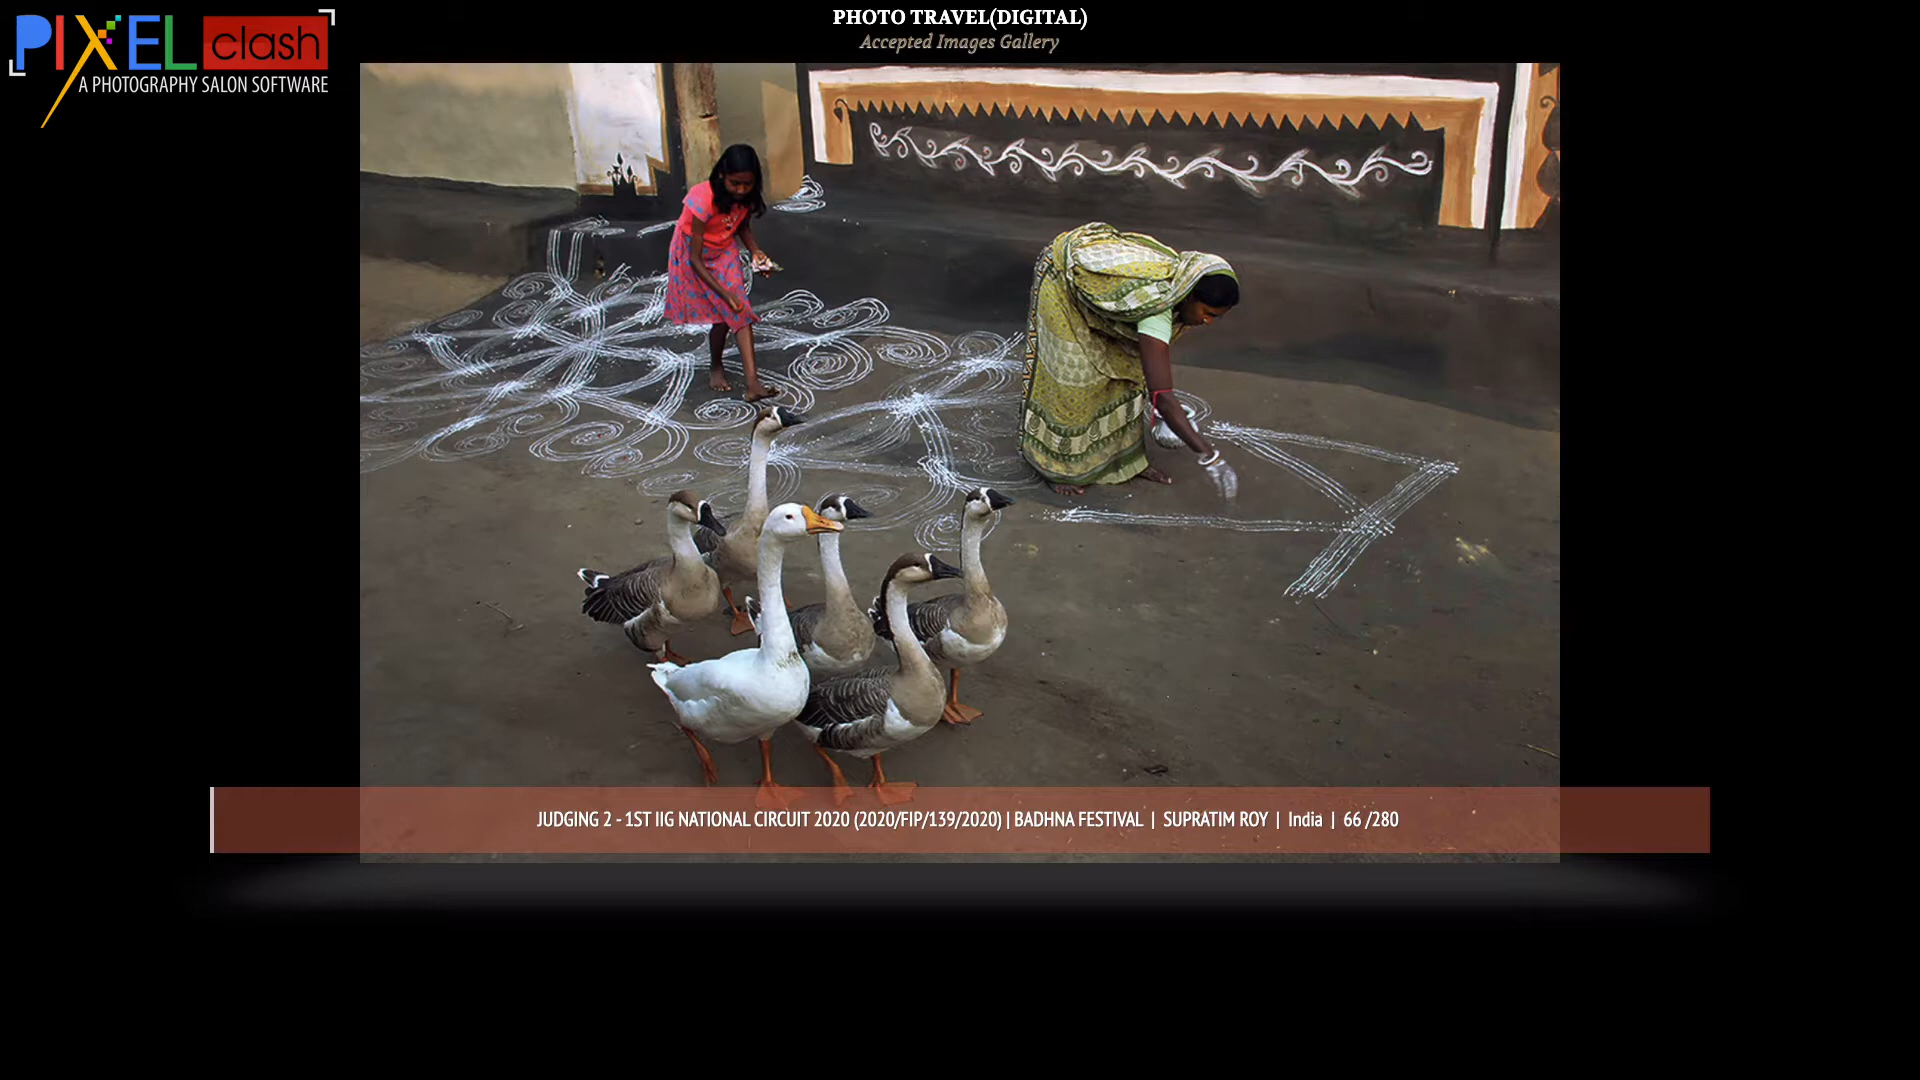 PIXEL clash
A PHOTOGRAPHY SALON SOFTWARE
PHOTO TRAVEL(DIGITAL)
Accepted Images Gallery
JUDGING 2 - 1ST IIG NATIONAL CIRCUIT 2020 (2020/FIP/139/2020) | BADHNA FESTIVAL | SUPRATIM ROY | India | 66 /280